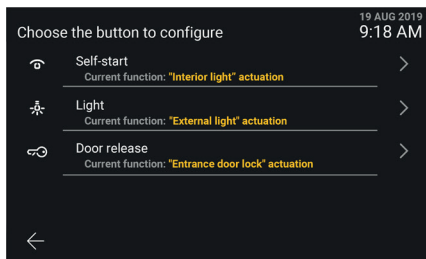 19 AUG 2019
Choose the button to configure
9:18 AM
Self-start
Current function: "Interior light" actuation
Light
Current function: "External light" actuation
Door release
Current function: "Entrance door lock" actuation